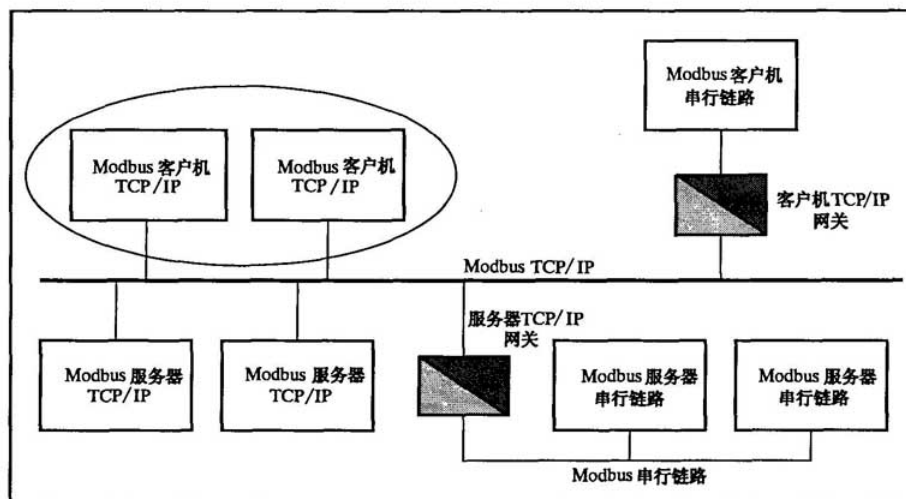 Modbus 客户机
串行链路
Modbus 客户机
TCP/IP
Modbus 客户机
TCP/IP
客户机TCP/IP
网关
Modbus TCP/IP
服务器TCP/IP
网关
Modbus 服务器
TCP/IP
Modbus 服务器
TCP/IP
Modbus 服务器
串行链路
Modbus 服务器
串行链路
Modbus 串行链路